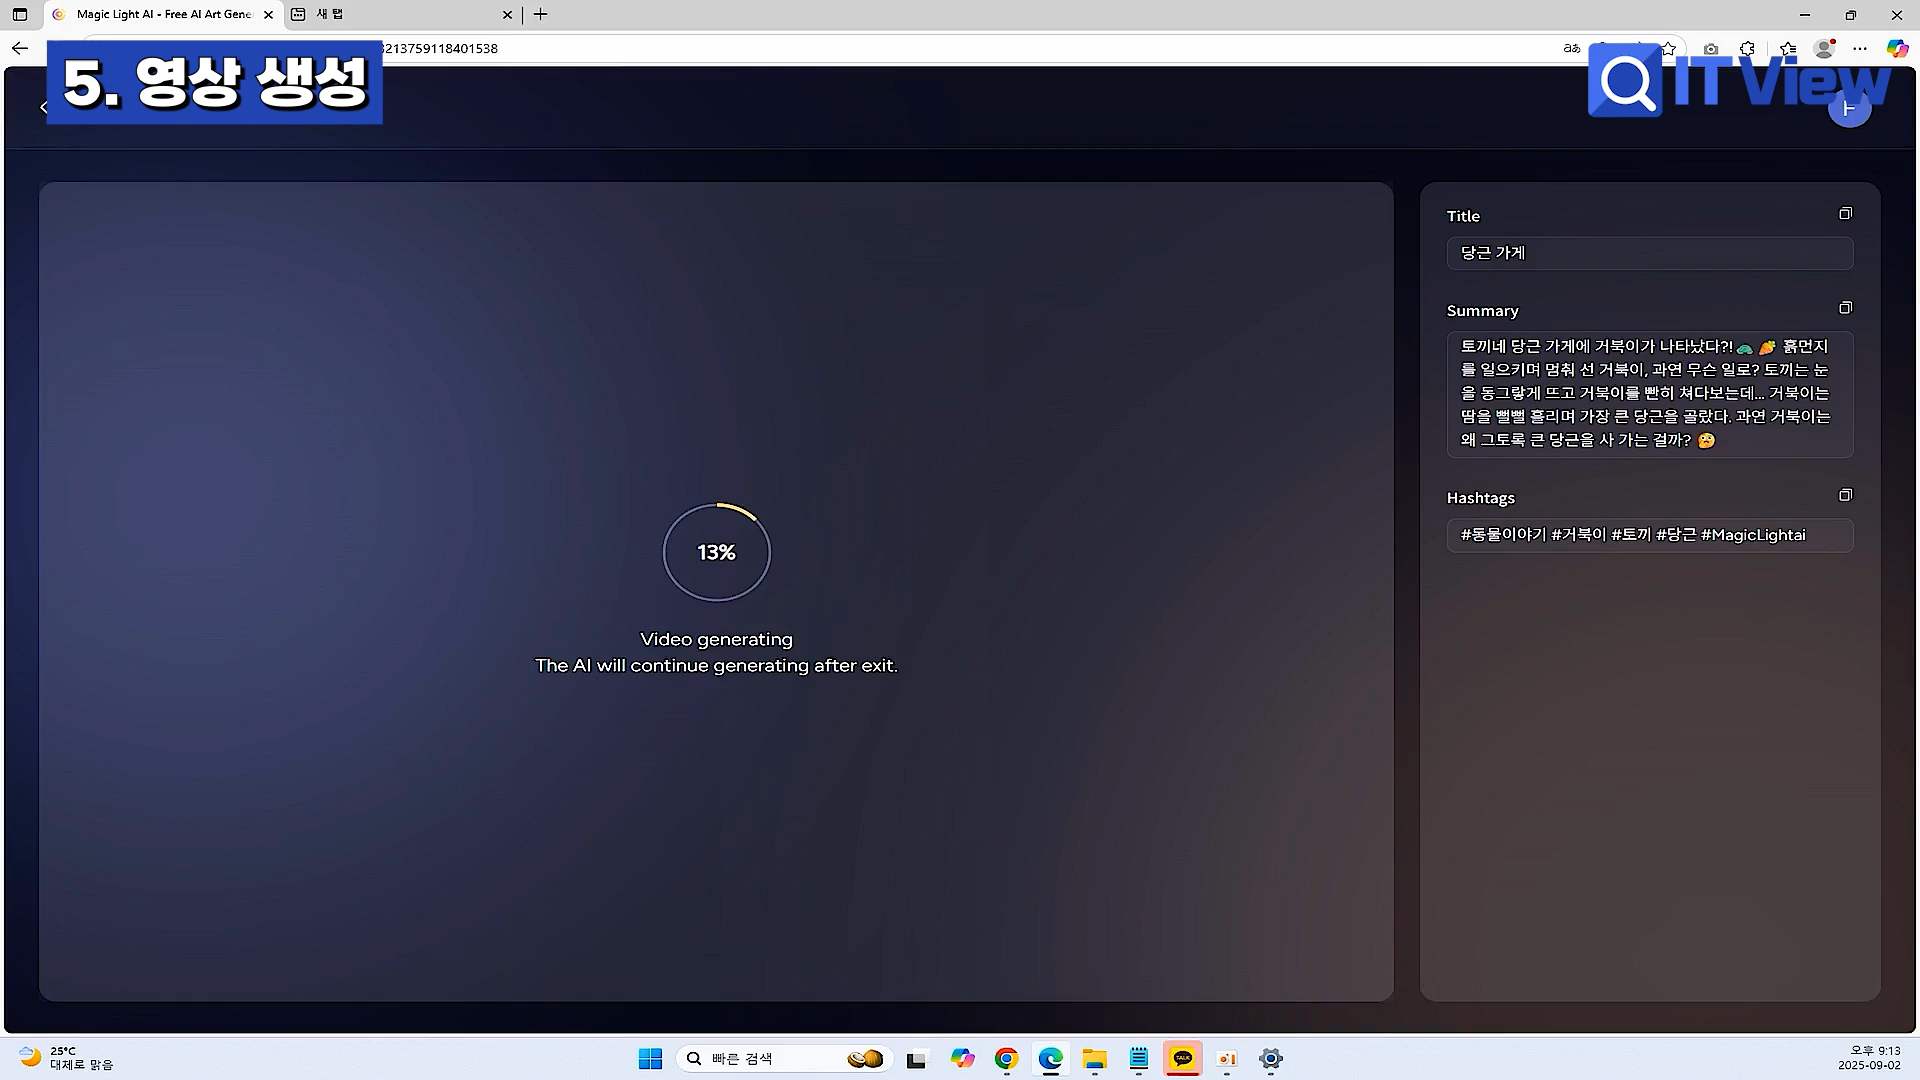 Magic Light AI - Free AI Art Gene
새 탭
3213759118401538
5. 영상 생성
IT View
Title
당근 가게
Summary
토끼네 당근 가게에 거북이가 나타났다?!🐢 🥕 흙먼지
를 일으키며 멈춰 선 거북이, 과연 무슨 일로? 토끼는 눈
을 동그랗게 뜨고 거북이를 빤히 쳐다보는데... 거북이는
땀을 뻘뻘 흘리며 가장 큰 당근을 골랐다. 과연 거북이는
왜 그토록 큰 당근을 사 가는 걸까? 🤔
Hashtags
#동물이야기 #거북이 #토끼 #당근 #MagicLightai
13%
Video generating
The AI will continue generating after exit.
25°C
대체로 맑음
빠른 검색
TALK
오후 9:13
2025-09-02